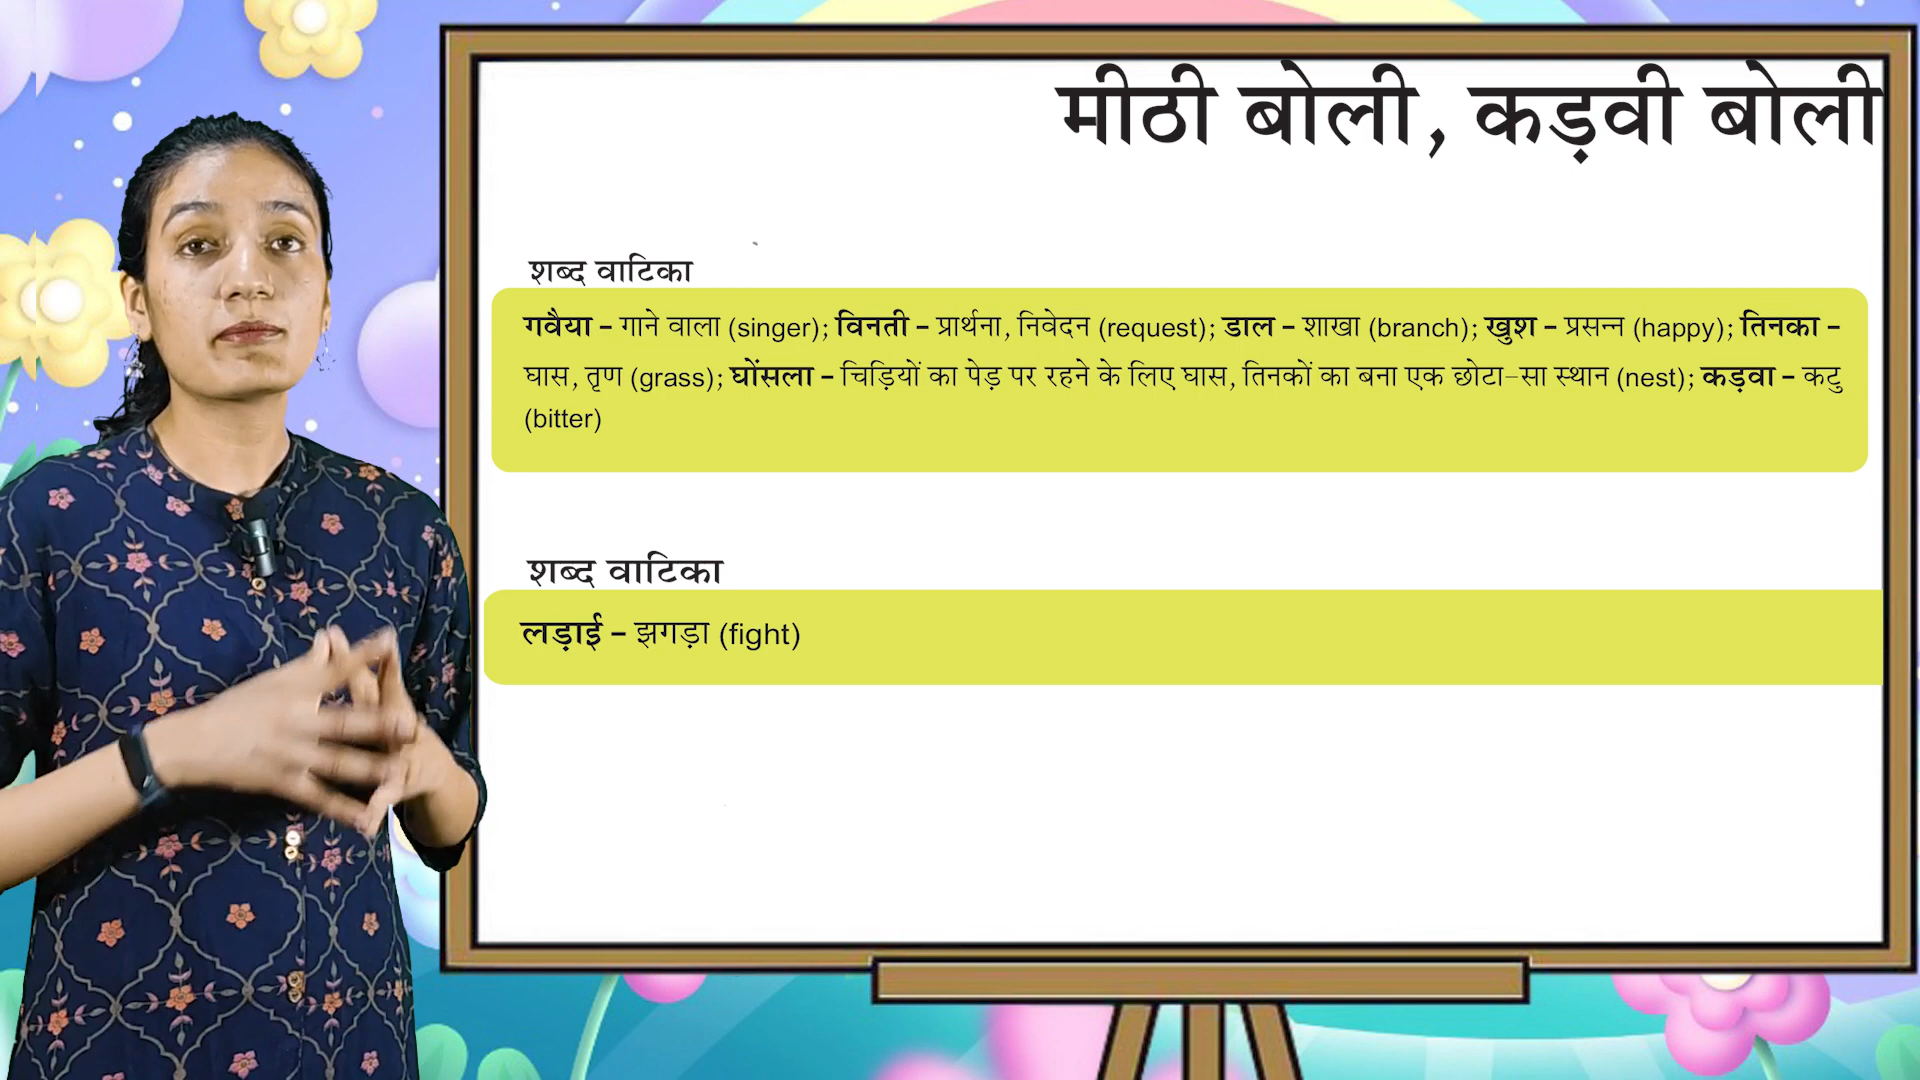 मीठी बोली, कड़वी बोली
शब्द वाटिका
गवैया – गाने वाला (singer); विनती – प्रार्थना, निवेदन (request); डाल – शाखा (branch); खुश – प्रसन्न (happy); तिनका –
घास, तृण (grass); घोंसला – चिड़ियों का पेड़ पर रहने के लिए घास, तिनकों का बना एक छोटा-सा स्थान (nest); कड़वा – कटु
(bitter)
शब्द वाटिका
लड़ाई – झगड़ा (fight)